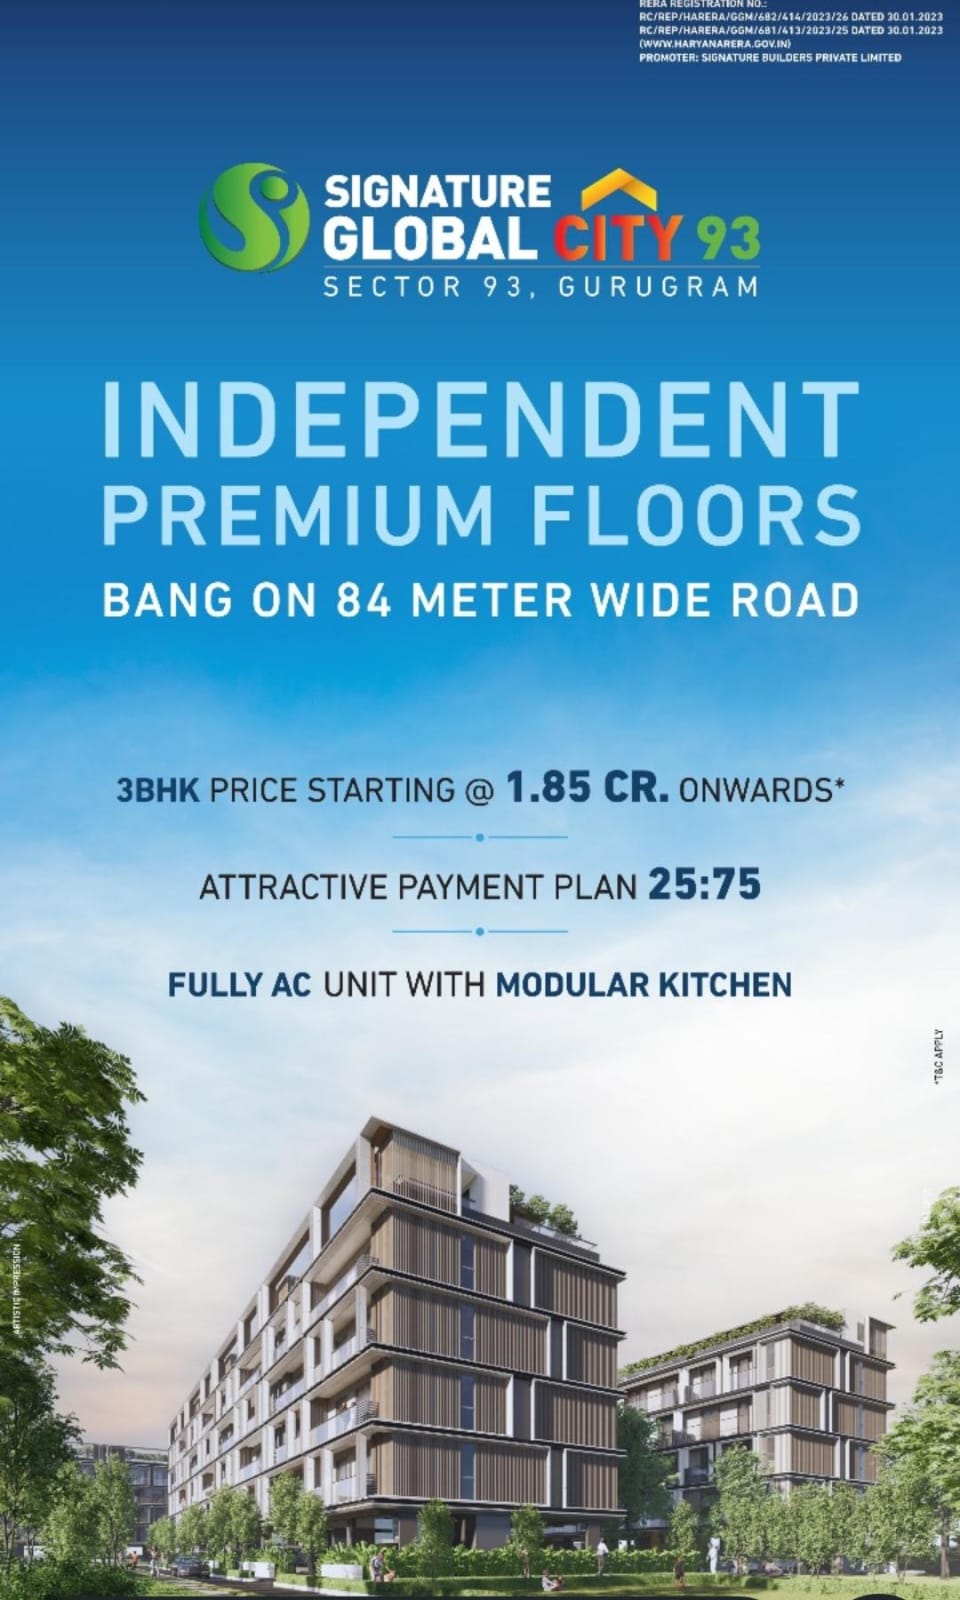 RERA REGISTRATION NO.:
RC/REP/HARERA/GGM/682/414/2023/26 DATED 30.01.2023
RC/REP/HARERA/GGM/681/413/2023/25 DATED 30.01.2023
(WWW.HARYANARERA.GOV.IN)
PROMOTER: SIGNATURE BUILDERS PRIVATE LIMITED
SIGNATURE
GLOBAL CITY 93
SECTOR 93, GURUGRAM
INDEPENDENT
PREMIUM FLOORS
BANG ON 84 METER WIDE ROAD
3BHK PRICE STARTING @ 1.85 CR. ONWARDS*
ATTRACTIVE PAYMENT PLAN 25:75
FULLY AC UNIT WITH MODULAR KITCHEN
*T&C APPLY
ARTISTIC IMPRESSION